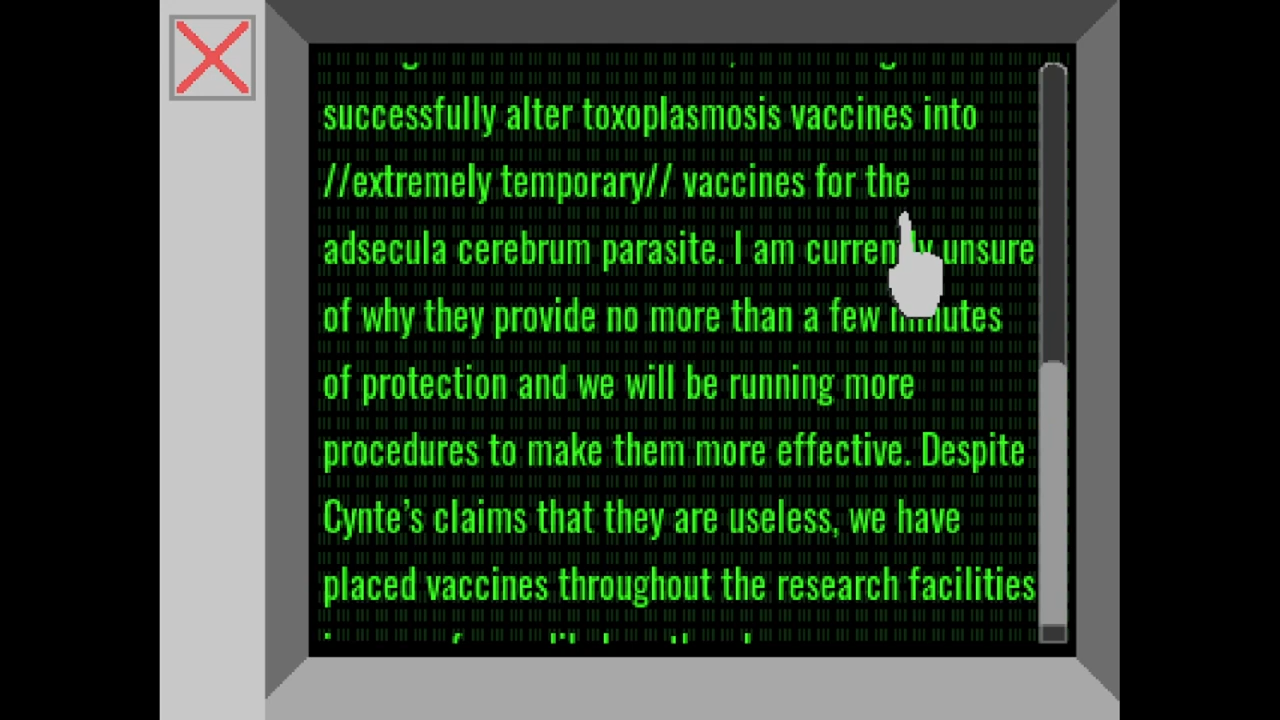 successfully alter toxoplasmosis vaccines into
//extremely temporary// vaccines for the
adsecula cerebrum parasite. I am currently unsure
of why they provide no more than a few minutes
of protection and we will be running more
procedures to make them more effective. Despite
Cynte's claims that they are useless, we have
placed vaccines throughout the research facilities